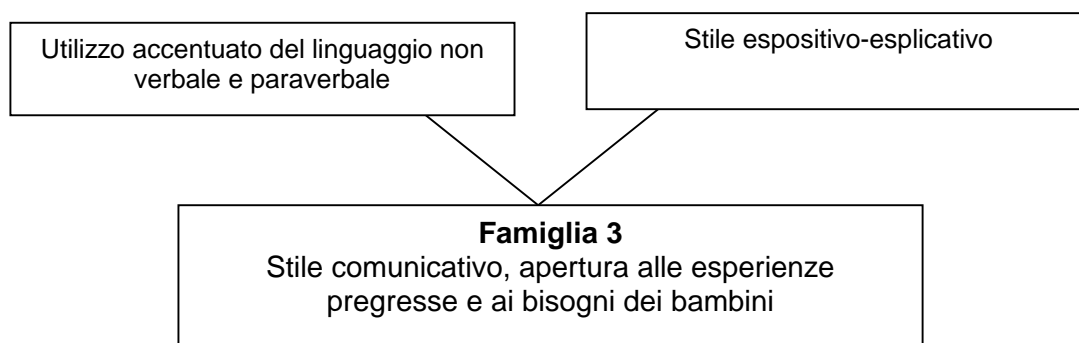 Utilizzo accentuato del linguaggio non
verbale e paraverbale
Stile espositivo-esplicativo
Famiglia 3
Stile comunicativo, apertura alle esperienze
pregresse e ai bisogni dei bambini